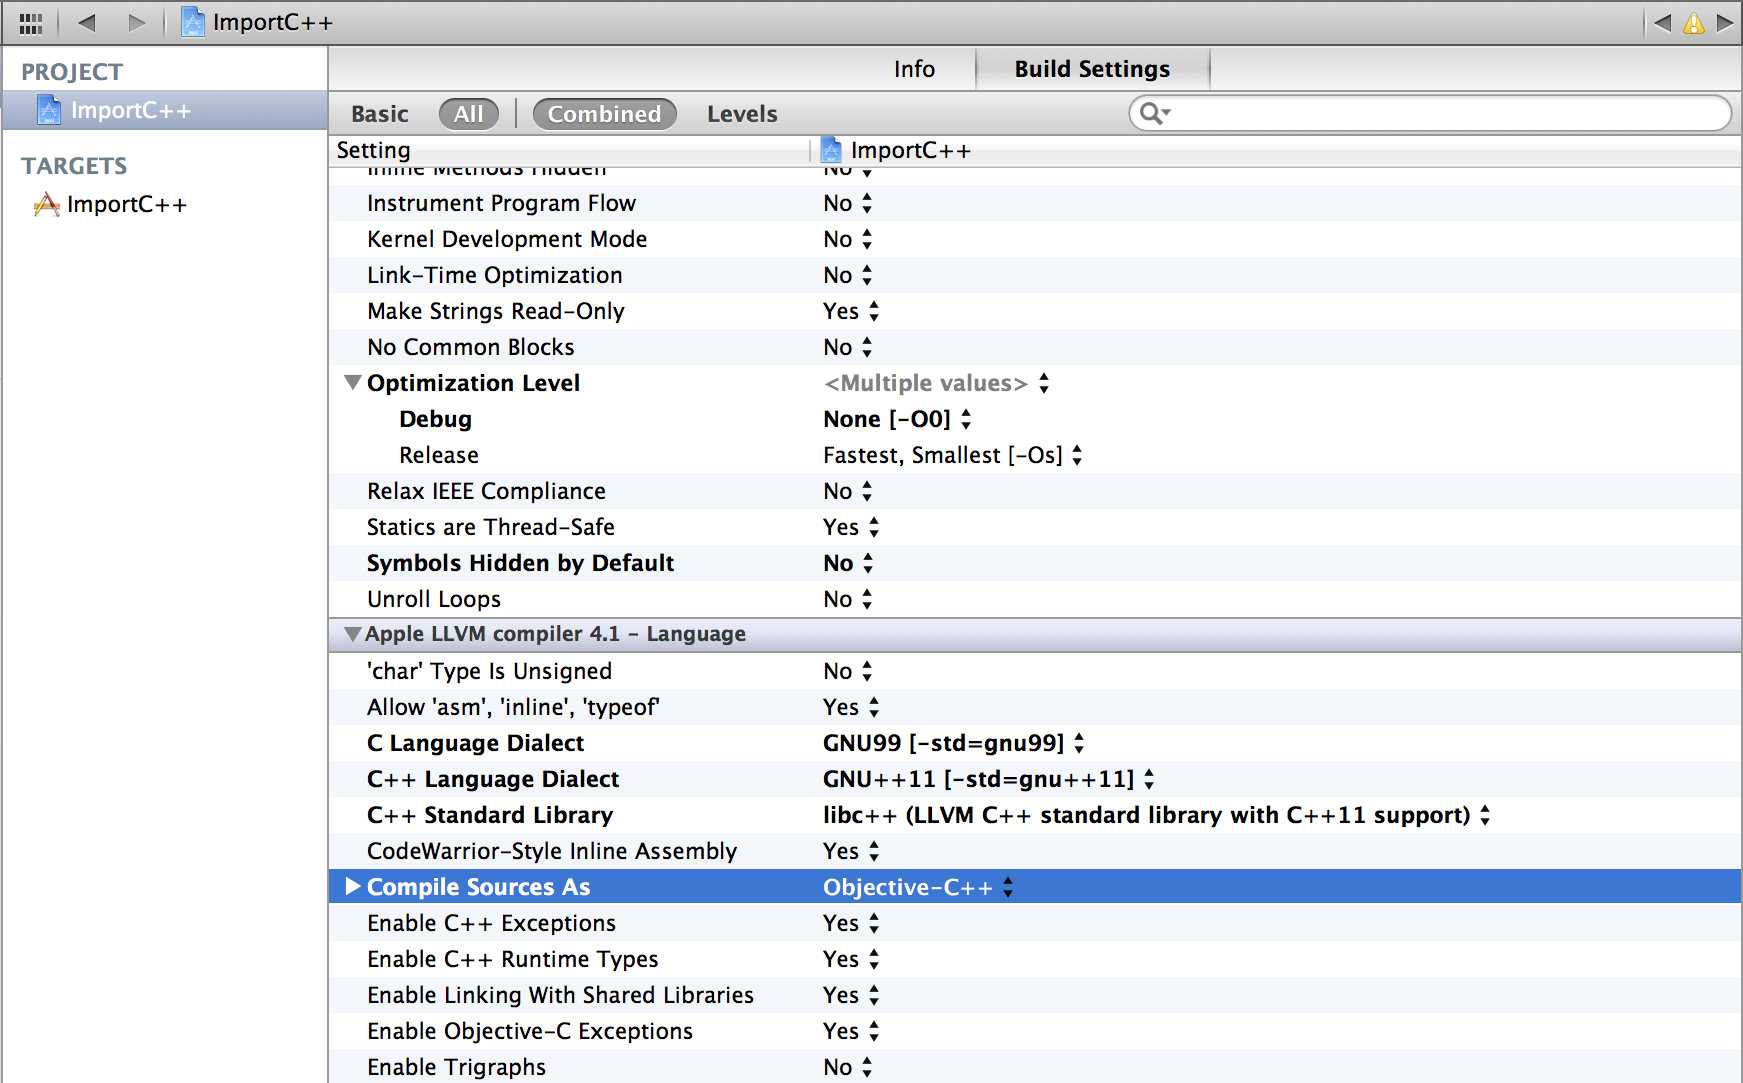 ImportC++
PROJECT
ImportC++
TARGETS
ImportC++
Info Build Settings
Basic All Combined Levels
Setting ImportC++
Inline Methods Hidden No
Instrument Program Flow No
Kernel Development Mode No
Link-Time Optimization No
Make Strings Read-Only Yes
No Common Blocks No
Optimization Level <Multiple values>
Debug None [-O0]
Release Fastest, Smallest [-Os]
Relax IEEE Compliance No
Statics are Thread-Safe Yes
Symbols Hidden by Default No
Unroll Loops No
Apple LLVM compiler 4.1 - Language
'char' Type Is Unsigned No
Allow 'asm', 'inline', 'typeof' Yes
C Language Dialect GNU99 [-std=gnu99]
C++ Language Dialect GNU++11 [-std=gnu++11]
C++ Standard Library libc++ (LLVM C++ standard library with C++11 support)
CodeWarrior-Style Inline Assembly Yes
Compile Sources As Objective-C++
Enable C++ Exceptions Yes
Enable C++ Runtime Types Yes
Enable Linking With Shared Libraries Yes
Enable Objective-C Exceptions Yes
Enable Trigraphs No